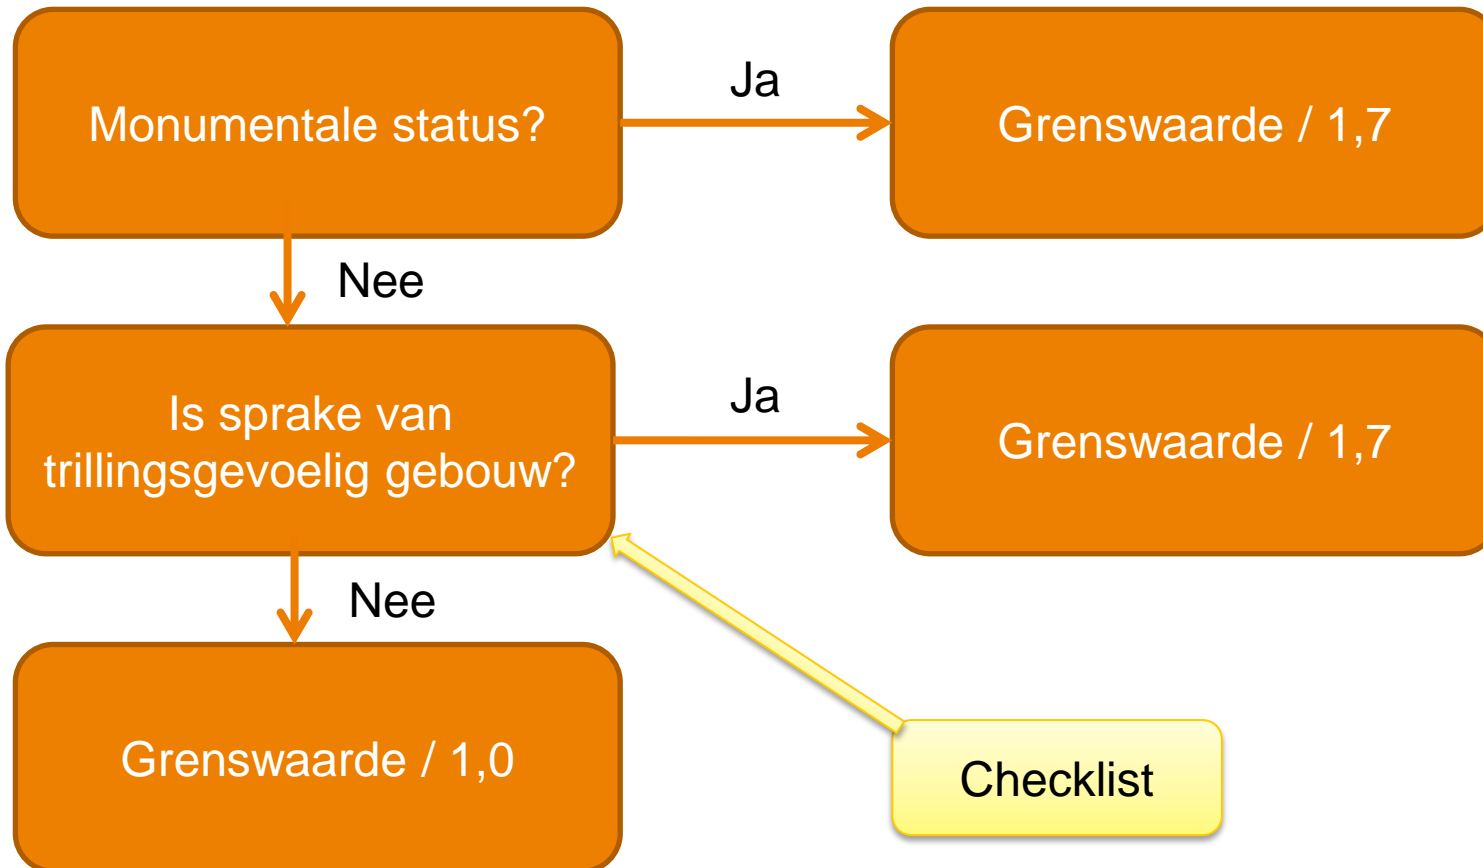 Monumentale status?
Ja
Grenswaarde / 1,7
Nee
Is sprake van
trillingsgevoelig gebouw?
Ja
Grenswaarde / 1,7
Nee
Grenswaarde / 1,0
Checklist